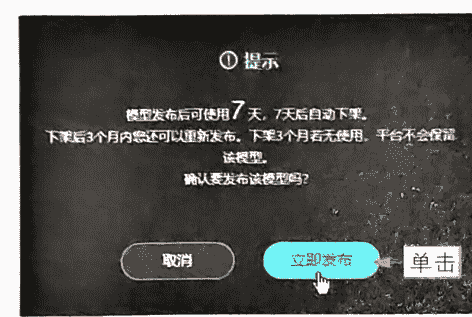 ① 提示
模型发布后可使用7天，7天后自动下架。
下架后3个月内您还可以重新发布。下架3个月若无使用，平台不会保留
该模型。
确认要发布该模型吗?
取消
立即发布
单击